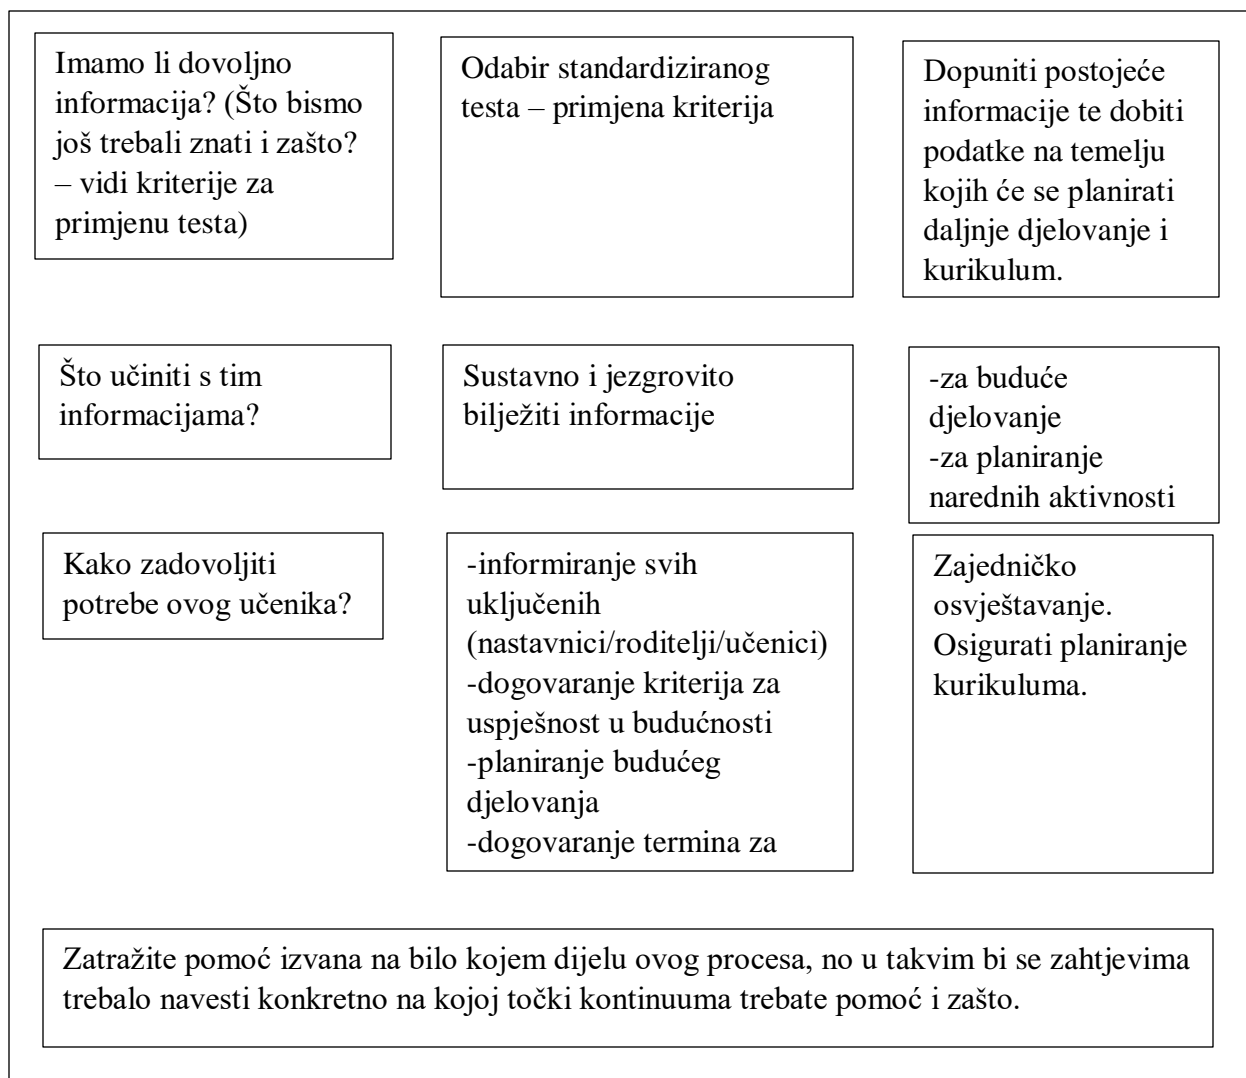 Imamo li dovoljno
informacija? (Što bismo
još trebali znati i zašto?
– vidi kriterije za
primjenu testa)
Odabir standardiziranog
testa – primjena kriterija
Dopuniti postojeće
informacije te dobiti
podatke na temelju
kojih će se planirati
daljnje djelovanje i
kurikulum.
Što učiniti s tim
informacijama?
Sustavno i jezgrovito
bilježiti informacije
-za buduće
djelovanje
-za planiranje
narednih aktivnosti
Kako zadovoljiti
potrebe ovog učenika?
-informiranje svih
uključenih
(nastavnici/roditelji/učenici)
-dogovaranje kriterija za
uspješnost u budućnosti
-planiranje budućeg
djelovanja
-dogovaranje termina za
Zajedničko
osvještavanje.
Osigurati planiranje
kurikuluma.
Zatražite pomoć izvana na bilo kojem dijelu ovog procesa, no u takvim bi se zahtjevima
trebalo navesti konkretno na kojoj točki kontinuuma trebate pomoć i zašto.